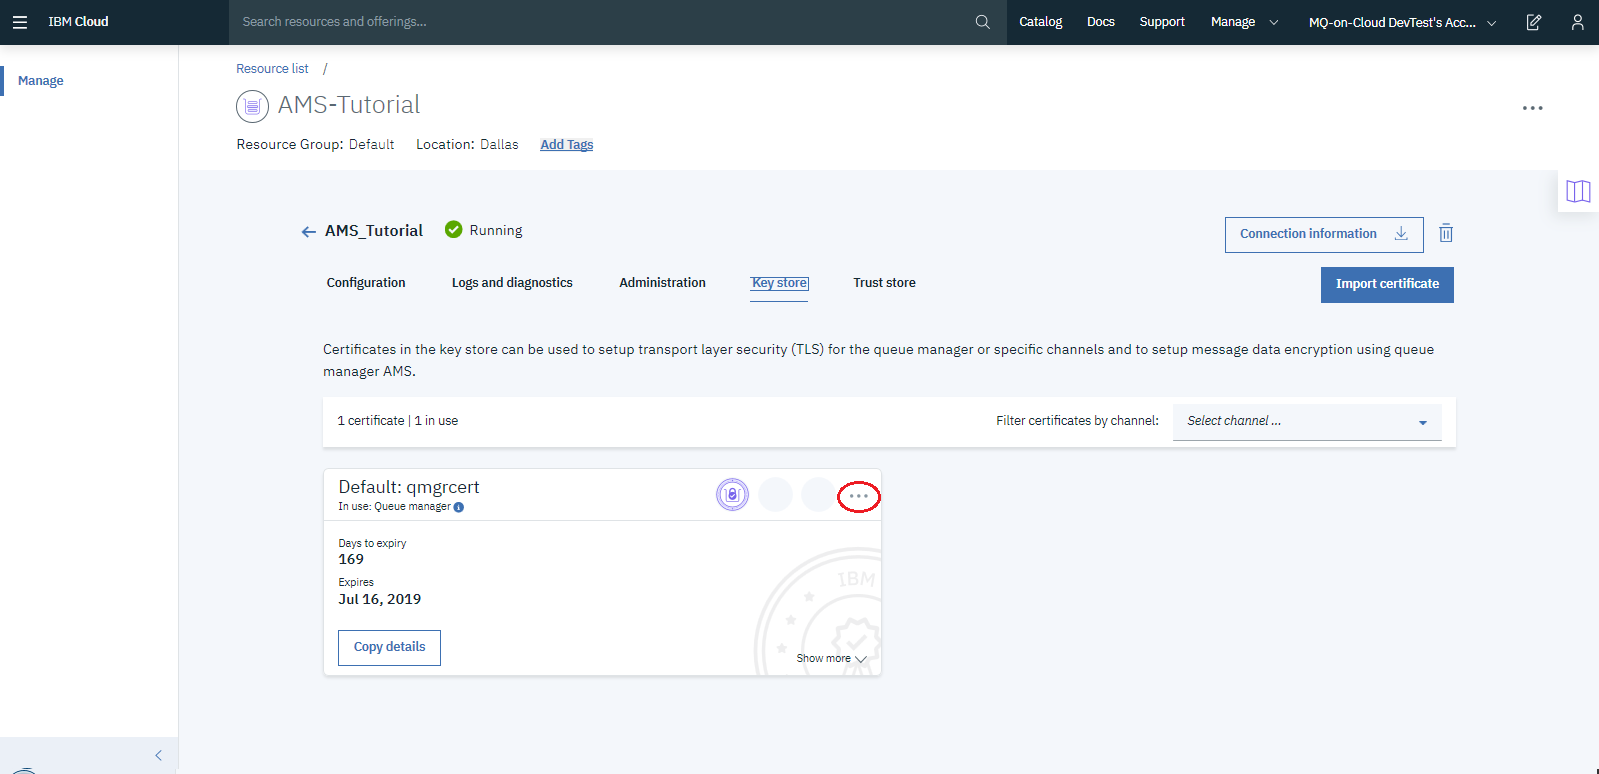 IBM Cloud
Search resources and offerings...
Catalog
Docs
Support
Manage
MQ-on-Cloud DevTest's Acc...
Manage
Resource list /
AMS-Tutorial
Resource Group: Default
Location: Dallas
Add Tags
AMS_Tutorial
Running
Connection information
Configuration
Logs and diagnostics
Administration
Key store
Trust store
Import certificate
Certificates in the key store can be used to setup transport layer security (TLS) for the queue manager or specific channels and to setup message data encryption using queue
manager AMS.
1 certificate | 1 in use
Filter certificates by channel:
Select channel ...
Default: qmgrcert
In use: Queue manager
Days to expiry
169
Expires
Jul 16, 2019
IBM
Copy details
Show more